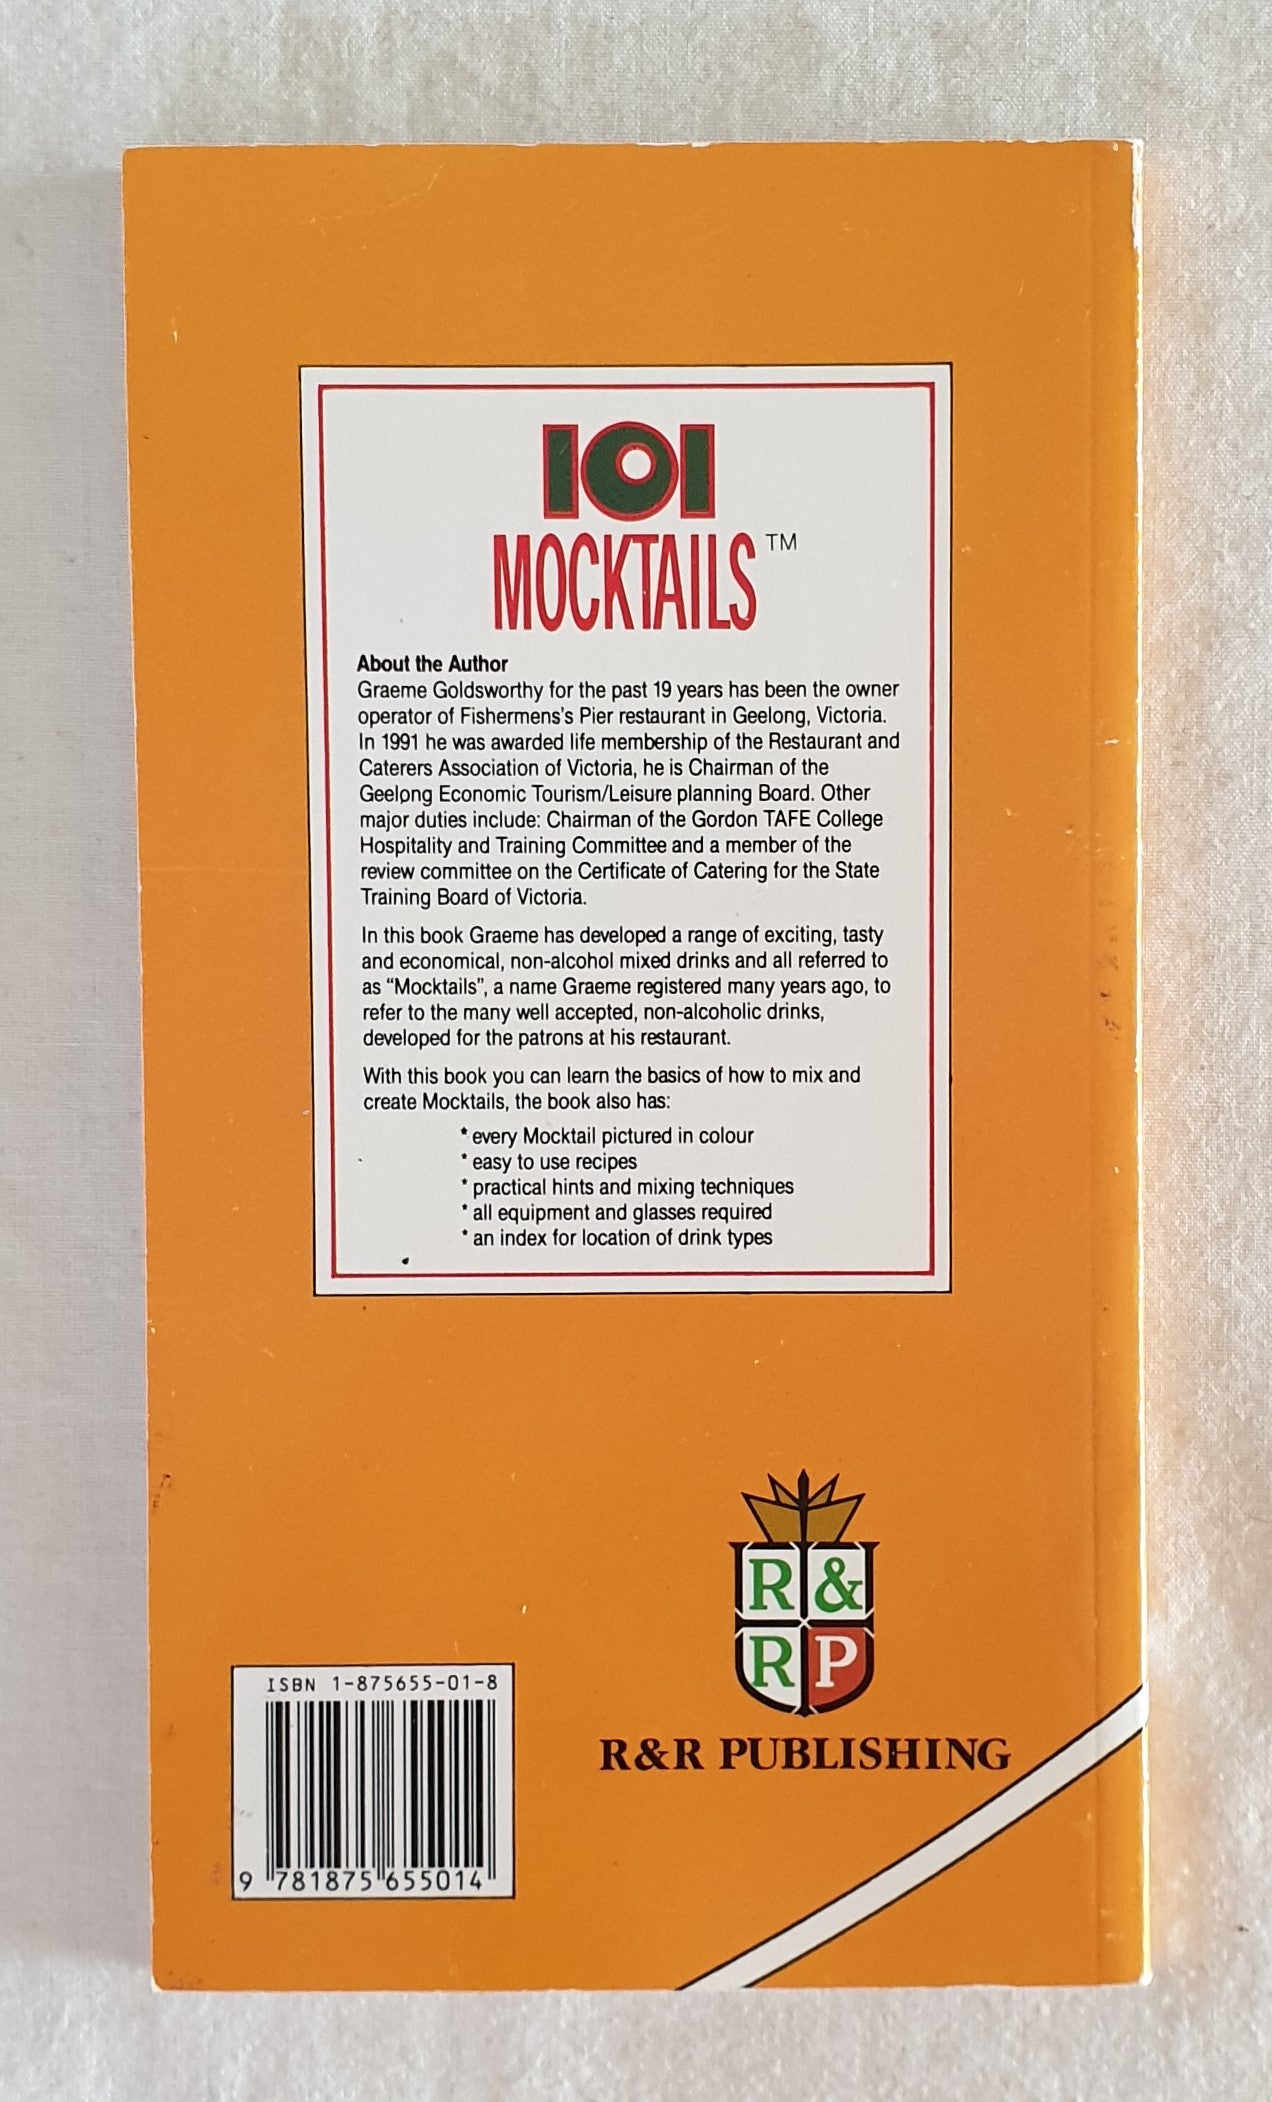 101
MOCKTAILS™
About the Author
Graeme Goldsworthy for the past 19 years has been the owner
operator of Fishermens's Pier restaurant in Geelong, Victoria.
In 1991 he was awarded life membership of the Restaurant and
Caterers Association of Victoria, he is Chairman of the
Geelong Economic Tourism/Leisure planning Board. Other
major duties include: Chairman of the Gordon TAFE College
Hospitality and Training Committee and a member of the
review committee on the Certificate of Catering for the State
Training Board of Victoria.
In this book Graeme has developed a range of exciting, tasty
and economical, non-alcohol mixed drinks and all referred to
as “Mocktails”, a name Graeme registered many years ago, to
refer to the many well accepted, non-alcoholic drinks,
developed for the patrons at his restaurant.
With this book you can learn the basics of how to mix and
create Mocktails, the book also has:
* every Mocktail pictured in colour
* easy to use recipes
* practical hints and mixing techniques
* all equipment and glasses required
* an index for location of drink types
R&
RP
R&R PUBLISHING
ISBN 1-875655-01-8
9 781875 655014